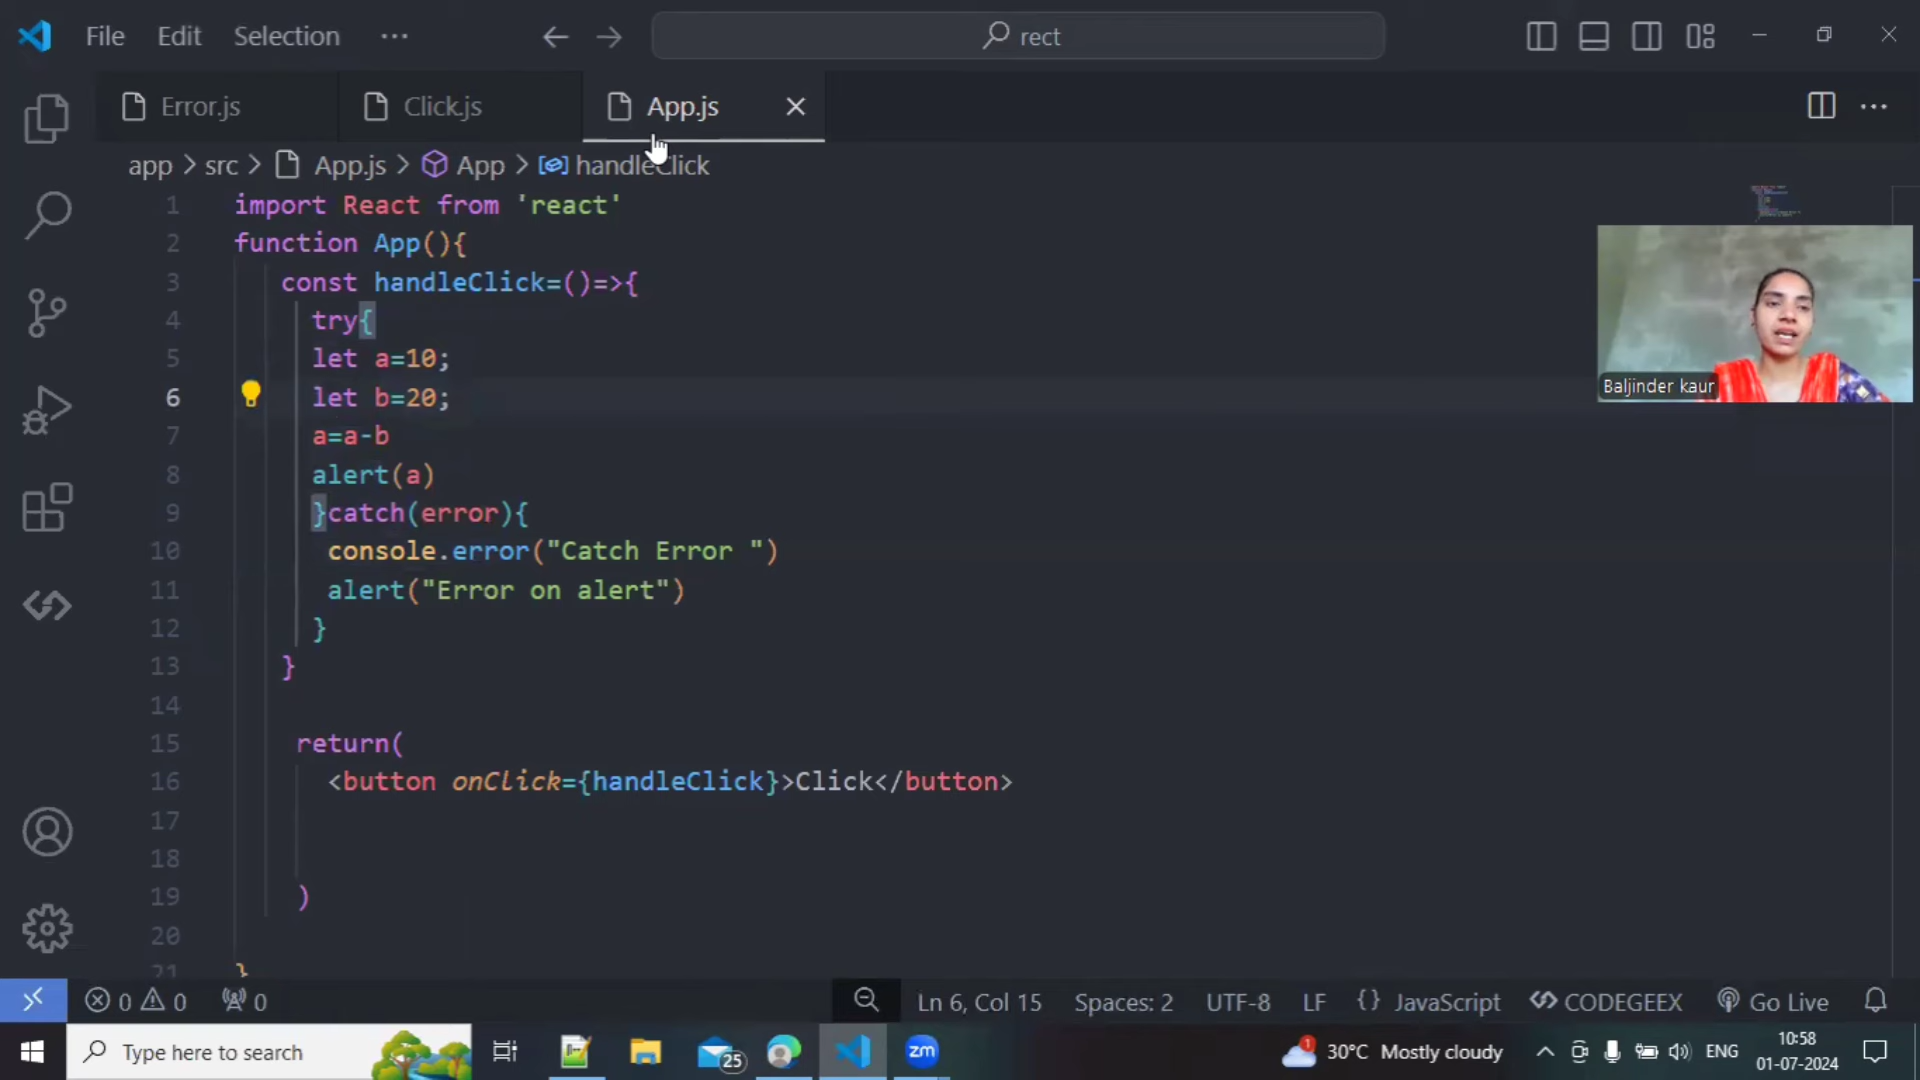 File Edit Selection ... rect
Error.js Click.js App.js
app > src > App.js > App > handleClick
1 import React from 'react'
2 function App(){
3 const handleClick=()=>{
4 try{
5 let a=10;
6 let b=20;
7 a=a-b
8 alert(a)
9 }catch(error){
10 console.error("Catch Error ")
11 alert("Error on alert")
12 }
13 }
14
15 return(
16 <button onClick={handleClick}>Click</button>
17
18
19 )
20
21 }
Baljinder kaur
0 0 0 Ln 6, Col 15 Spaces: 2 UTF-8 LF {} JavaScript CODEGEEX Go Live
Type here to search 25 zm 1 30°C Mostly cloudy ENG 10:58
01-07-2024